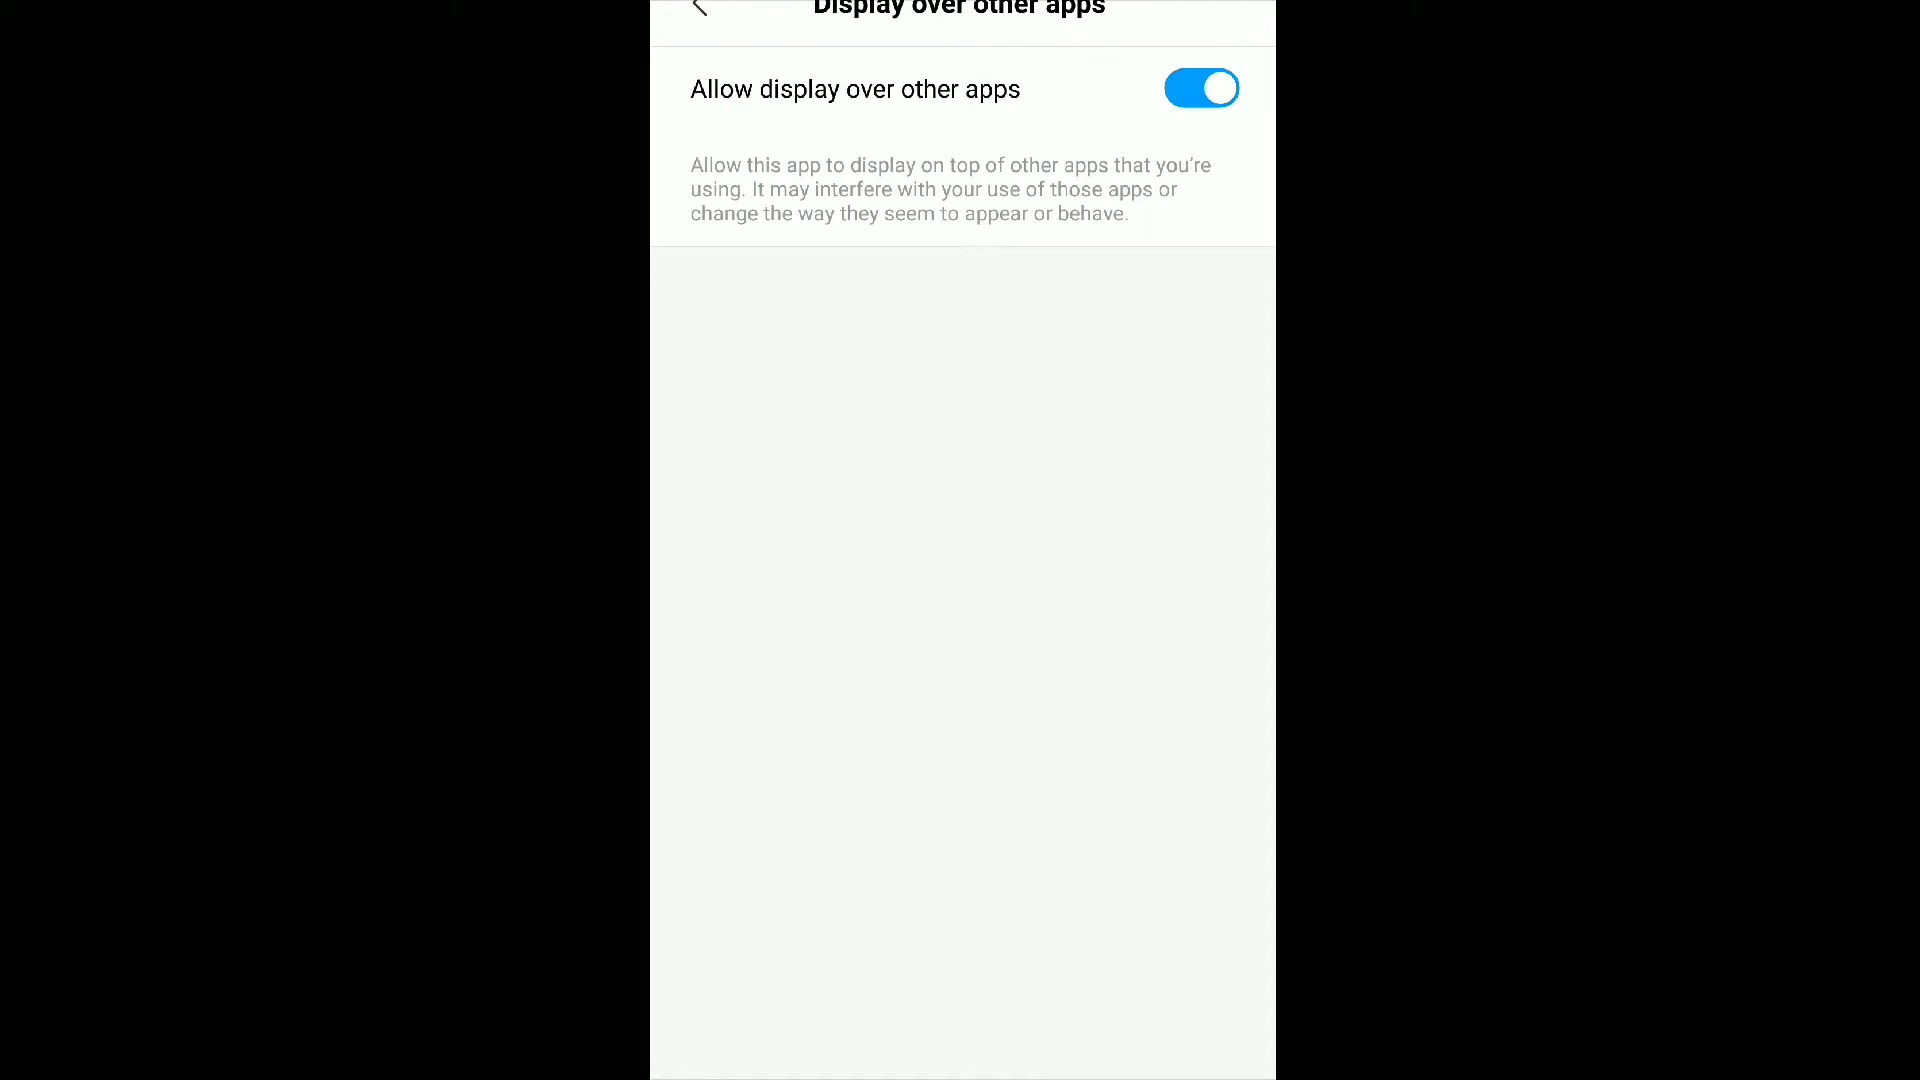 Display over other apps
Allow display over other apps
Allow this app to display on top of other apps that you’re
using. It may interfere with your use of those apps or
change the way they seem to appear or behave.